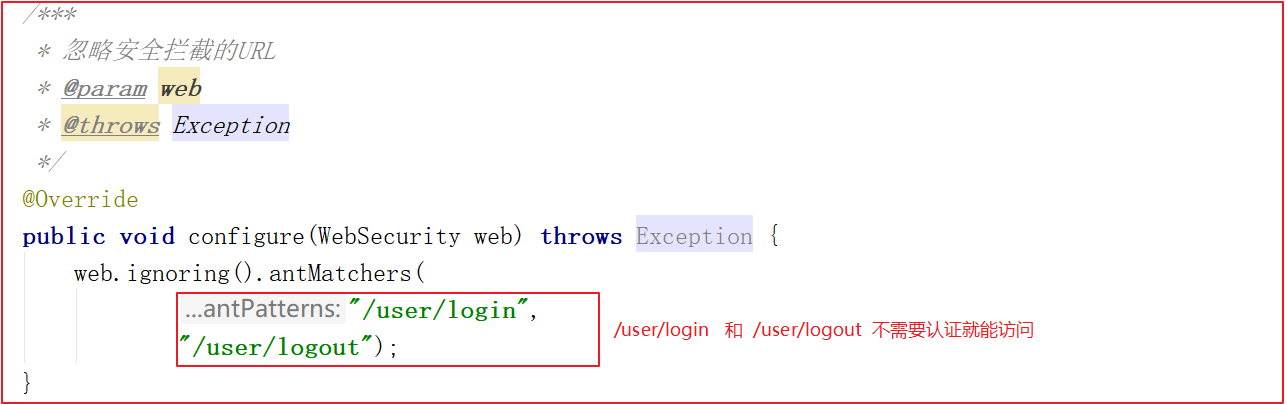 /***
* 忽略安全拦截的URL
* @param web
* @throws Exception
*/
@Override
public void configure(WebSecurity web) throws Exception {
web.ignoring().antMatchers(
...antPatterns: "/user/login",
"/user/logout");
/user/login 和 /user/logout 不需要认证就能访问
}